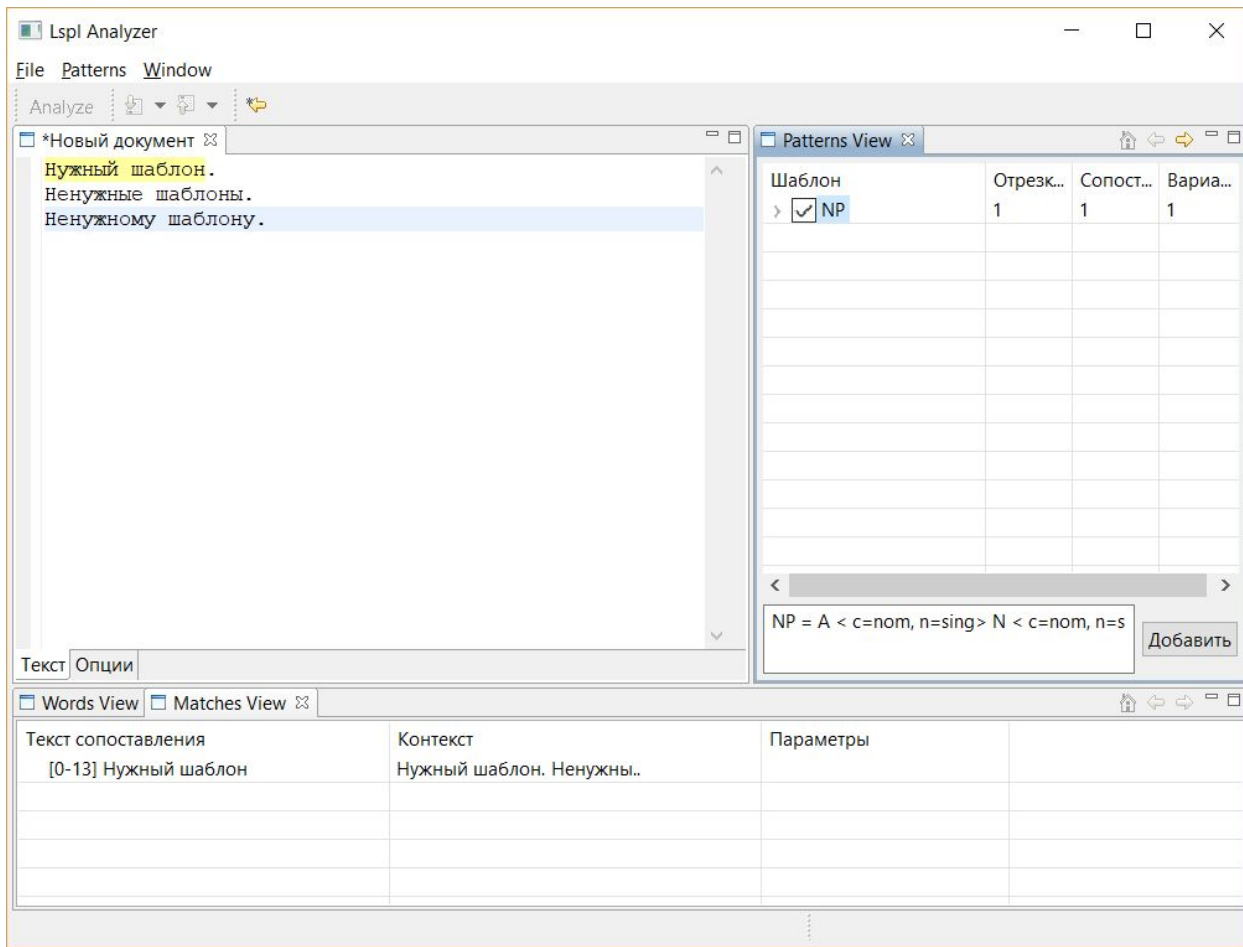 Lspl Analyzer
File Patterns Window
Analyze
*Новый документ
Нужный шаблон.
Ненужные шаблоны.
Ненужному шаблону.
Текст Опции
Patterns View
Шаблон Отрезк... Сопост... Вариа...
NP 1 1 1
NP = A < c=nom, n=sing> N < c=nom, n=s
Добавить
Words View Matches View
Текст сопоставления Контекст Параметры
[0-13] Нужный шаблон Нужный шаблон. Ненужны..